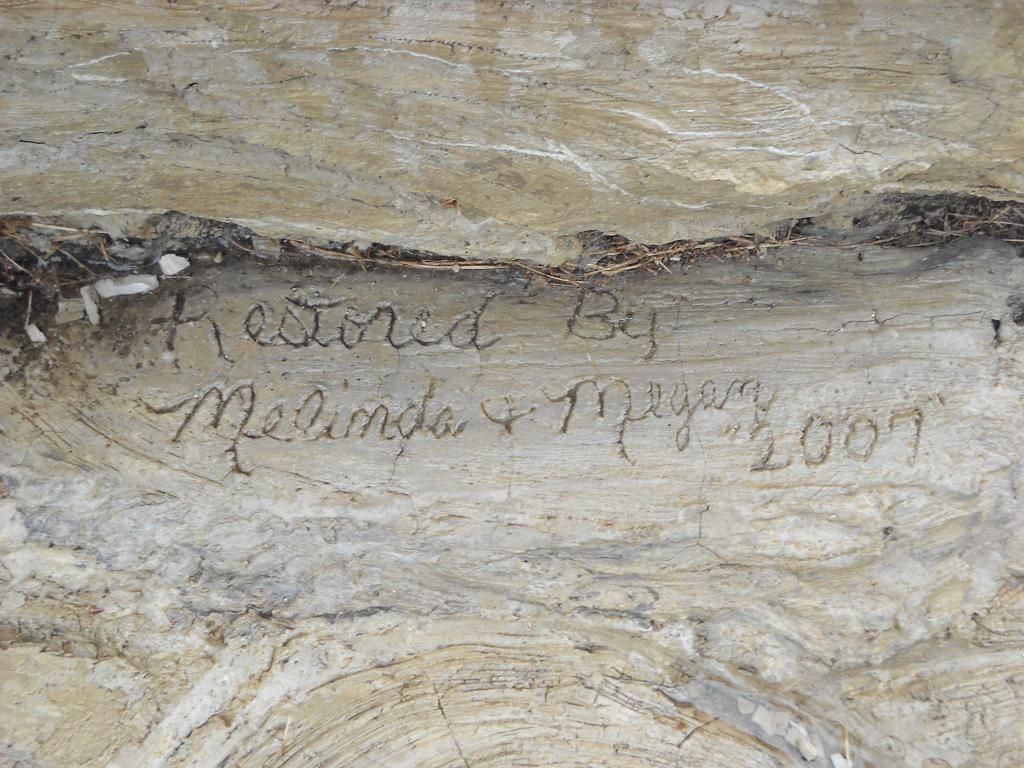 Restored By
Melinda & Megan
"2007"